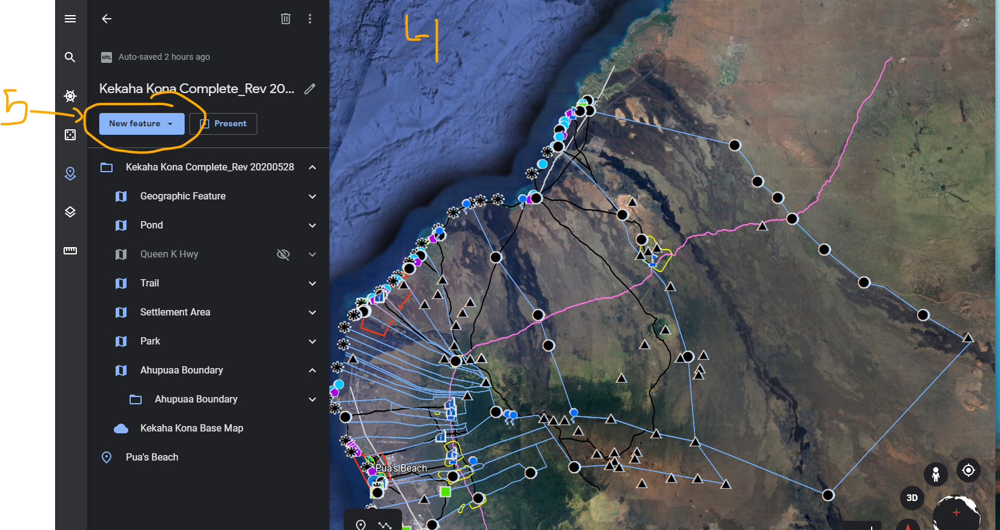 4
KML Auto-saved 2 hours ago
Kekaha Kona Complete_Rev 20...
5
New feature Present
Kekaha Kona Complete_Rev 20200528
Geographic Feature
Pond
Queen K Hwy
Trail
Settlement Area
Park
Ahupuaa Boundary
Ahupuaa Boundary
Kekaha Kona Base Map
Pua's Beach
Pua's Beach
3D